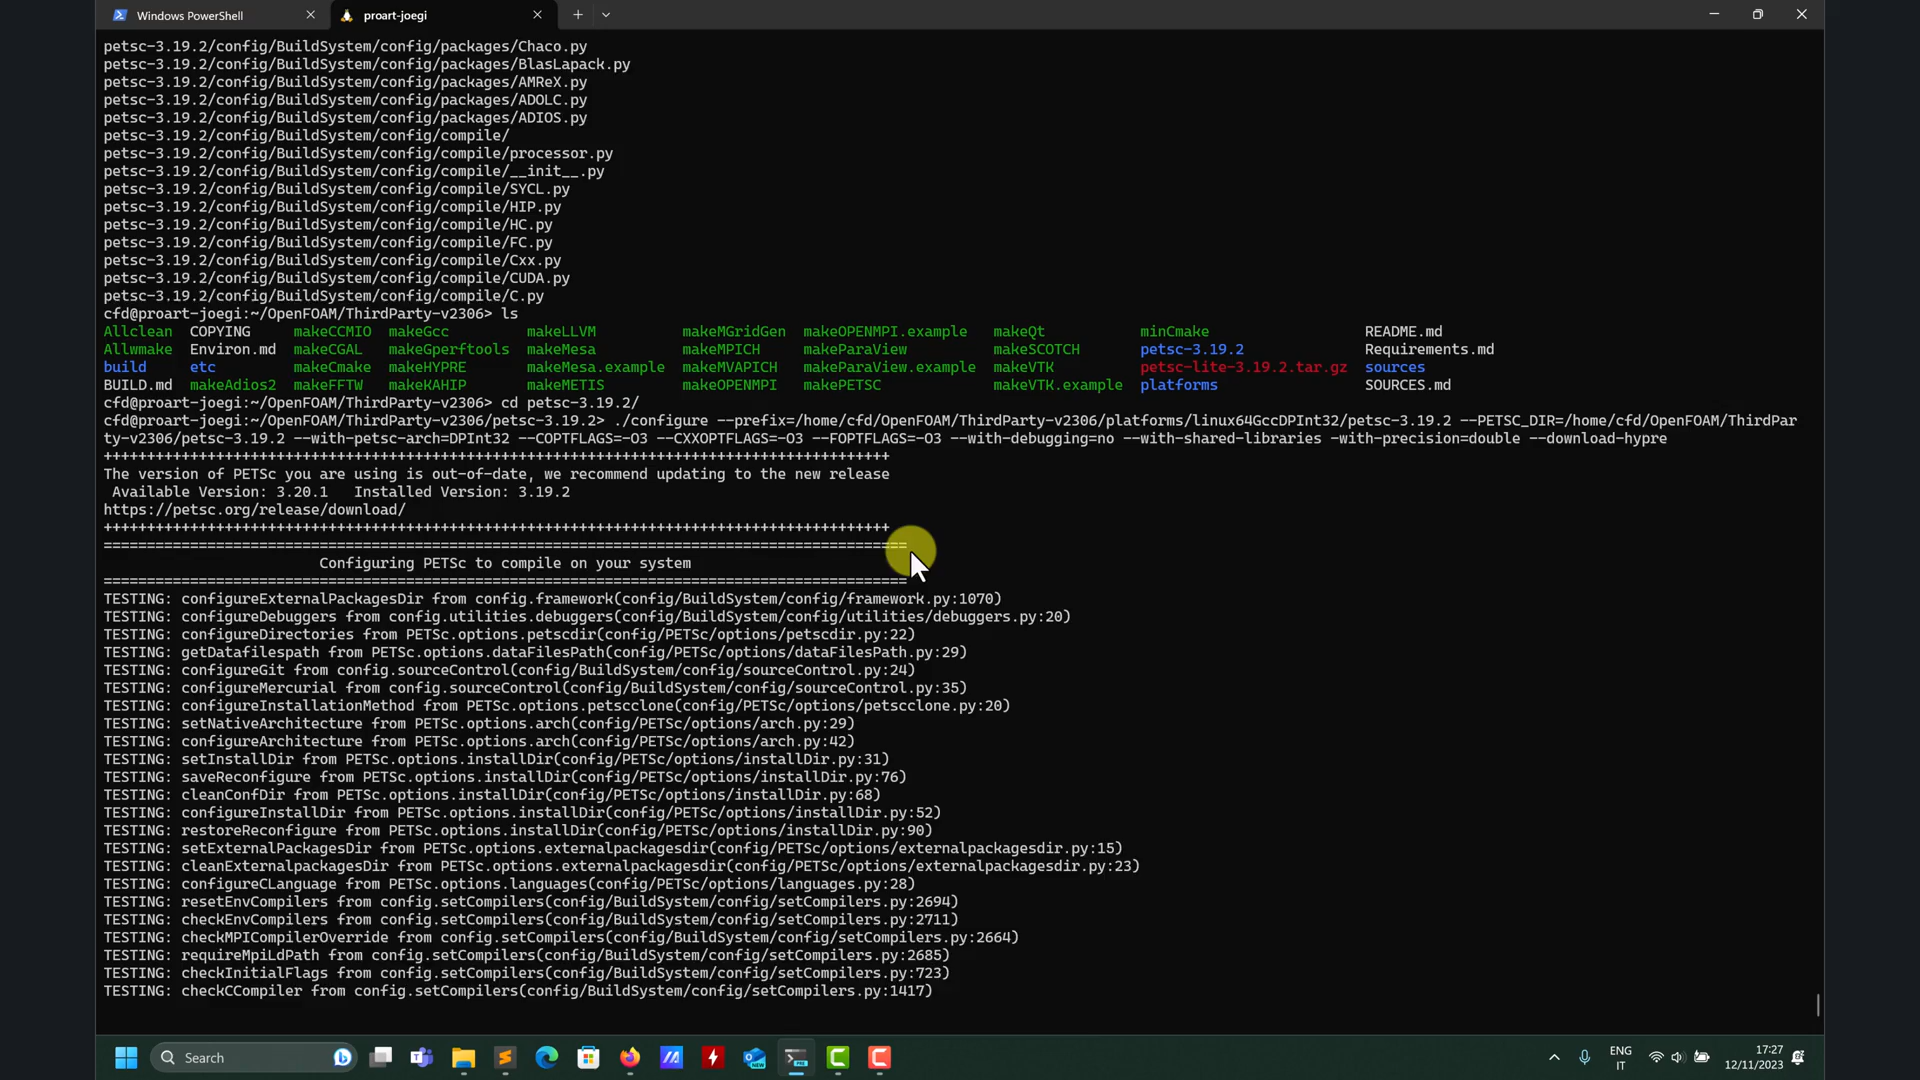 Windows PowerShell
proart-joegi
petsc-3.19.2/config/BuildSystem/config/packages/Chaco.py
petsc-3.19.2/config/BuildSystem/config/packages/BlasLapack.py
petsc-3.19.2/config/BuildSystem/config/packages/AMReX.py
petsc-3.19.2/config/BuildSystem/config/packages/ADOLC.py
petsc-3.19.2/config/BuildSystem/config/packages/ADIOS.py
petsc-3.19.2/config/BuildSystem/config/compile/
petsc-3.19.2/config/BuildSystem/config/compile/processor.py
petsc-3.19.2/config/BuildSystem/config/compile/__init__.py
petsc-3.19.2/config/BuildSystem/config/compile/SYCL.py
petsc-3.19.2/config/BuildSystem/config/compile/HIP.py
petsc-3.19.2/config/BuildSystem/config/compile/HC.py
petsc-3.19.2/config/BuildSystem/config/compile/FC.py
petsc-3.19.2/config/BuildSystem/config/compile/Cxx.py
petsc-3.19.2/config/BuildSystem/config/compile/CUDA.py
petsc-3.19.2/config/BuildSystem/config/compile/C.py
cfd@proart-joegi:~/OpenFOAM/ThirdParty-v2306> ls
Allclean COPYING makeCCMIO makeGcc makeLLVM makeMGridGen makeOPENMPI.example makeQt minCmake README.md
Allwmake Environ.md makeCGAL makeGperftools makeMesa makeMPICH makeParaView makeSCOTCH petsc-3.19.2 Requirements.md
build etc makeCmake makeHYPRE makeMesa.example makeMVAPICH makeParaView.example makeVTK petsc-lite-3.19.2.tar.gz sources
BUILD.md makeAdios2 makeFFTW makeKAHIP makeMETIS makeOPENMPI makePETSC makeVTK.example platforms SOURCES.md
cfd@proart-joegi:~/OpenFOAM/ThirdParty-v2306> cd petsc-3.19.2/
cfd@proart-joegi:~/OpenFOAM/ThirdParty-v2306/petsc-3.19.2> ./configure --prefix=/home/cfd/OpenFOAM/ThirdParty-v2306/platforms/linux64GccDPInt32/petsc-3.19.2 --PETSC_DIR=/home/cfd/OpenFOAM/ThirdPar
ty-v2306/petsc-3.19.2 --with-petsc-arch=DPInt32 --COPTFLAGS=-O3 --CXXOPTFLAGS=-O3 --FOPTFLAGS=-O3 --with-debugging=no --with-shared-libraries -with-precision=double --download-hypre
+++++++++++++++++++++++++++++++++++++++++++++++++++++++++++++++++++++++++++++++++++++++++++
The version of PETSc you are using is out-of-date, we recommend updating to the new release
Available Version: 3.20.1 Installed Version: 3.19.2
https://petsc.org/release/download/
+++++++++++++++++++++++++++++++++++++++++++++++++++++++++++++++++++++++++++++++++++++++++++
=============================================================================================
Configuring PETSc to compile on your system
=============================================================================================
TESTING: configureExternalPackagesDir from config.framework(config/BuildSystem/config/framework.py:1070)
TESTING: configureDebuggers from config.utilities.debuggers(config/BuildSystem/config/utilities/debuggers.py:20)
TESTING: configureDirectories from PETSc.options.petscdir(config/PETSc/options/petscdir.py:22)
TESTING: getDatafilespath from PETSc.options.dataFilesPath(config/PETSc/options/dataFilesPath.py:29)
TESTING: configureGit from config.sourceControl(config/BuildSystem/config/sourceControl.py:24)
TESTING: configureMercurial from config.sourceControl(config/BuildSystem/config/sourceControl.py:35)
TESTING: configureInstallationMethod from PETSc.options.petscclone(config/PETSc/options/petscclone.py:20)
TESTING: setNativeArchitecture from PETSc.options.arch(config/PETSc/options/arch.py:29)
TESTING: configureArchitecture from PETSc.options.arch(config/PETSc/options/arch.py:42)
TESTING: setInstallDir from PETSc.options.installDir(config/PETSc/options/installDir.py:31)
TESTING: saveReconfigure from PETSc.options.installDir(config/PETSc/options/installDir.py:76)
TESTING: cleanConfDir from PETSc.options.installDir(config/PETSc/options/installDir.py:68)
TESTING: configureInstallDir from PETSc.options.installDir(config/PETSc/options/installDir.py:52)
TESTING: restoreReconfigure from PETSc.options.installDir(config/PETSc/options/installDir.py:90)
TESTING: setExternalPackagesDir from PETSc.options.externalpackagesdir(config/PETSc/options/externalpackagesdir.py:15)
TESTING: cleanExternalpackagesDir from PETSc.options.externalpackagesdir(config/PETSc/options/externalpackagesdir.py:23)
TESTING: configureCLanguage from PETSc.options.languages(config/PETSc/options/languages.py:28)
TESTING: resetEnvCompilers from config.setCompilers(config/BuildSystem/config/setCompilers.py:2694)
TESTING: checkEnvCompilers from config.setCompilers(config/BuildSystem/config/setCompilers.py:2711)
TESTING: checkMPICompilerOverride from config.setCompilers(config/BuildSystem/config/setCompilers.py:2664)
TESTING: requireMpiLdPath from config.setCompilers(config/BuildSystem/config/setCompilers.py:2685)
TESTING: checkInitialFlags from config.setCompilers(config/BuildSystem/config/setCompilers.py:723)
TESTING: checkCCompiler from config.setCompilers(config/BuildSystem/config/setCompilers.py:1417)
Search
ENG
IT
17:27
12/11/2023